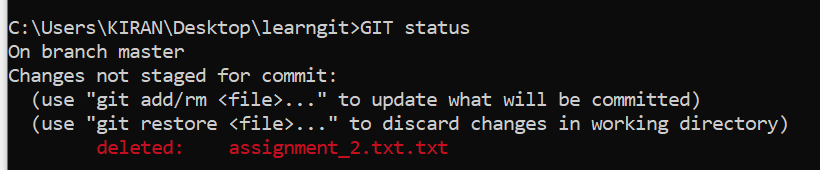 C:\Users\KIRAN\Desktop\learngit>GIT status
On branch master
Changes not staged for commit:
  (use "git add/rm <file>..." to update what will be committed)
  (use "git restore <file>..." to discard changes in working directory)
        deleted:    assignment_2.txt.txt